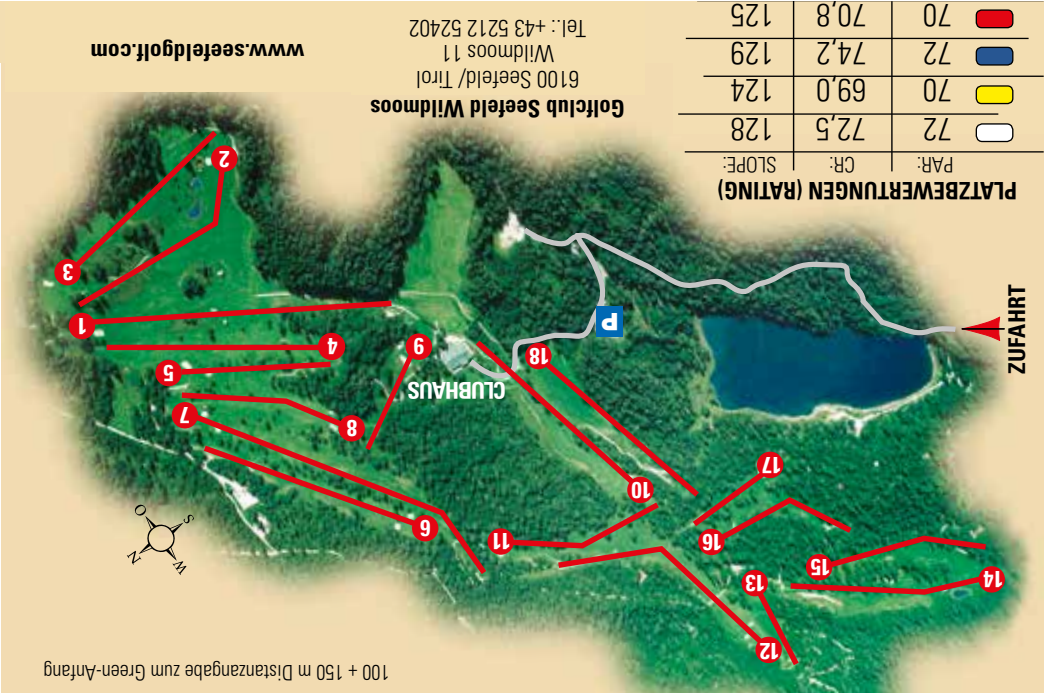 100 + 150 m Distanzangabe zum Green-Anfang
12
13
14
15
W
N
16
11
6
S
O
10
17
8
7
CLUBHAUS
5
18
9
4
ZUFAHRT
1
P
3
2
PLATZBEWERTUNGEN (RATING)
PAR: CR: SLOPE:
72 72,5 128
70 69,0 124
72 74,2 129
70 70,8 125
Golfclub Seefeld Wildmoos
6100 Seefeld/ Tirol
Wildmoos 11
Tel.: +43 5212 52402
www.seefeldgolf.com